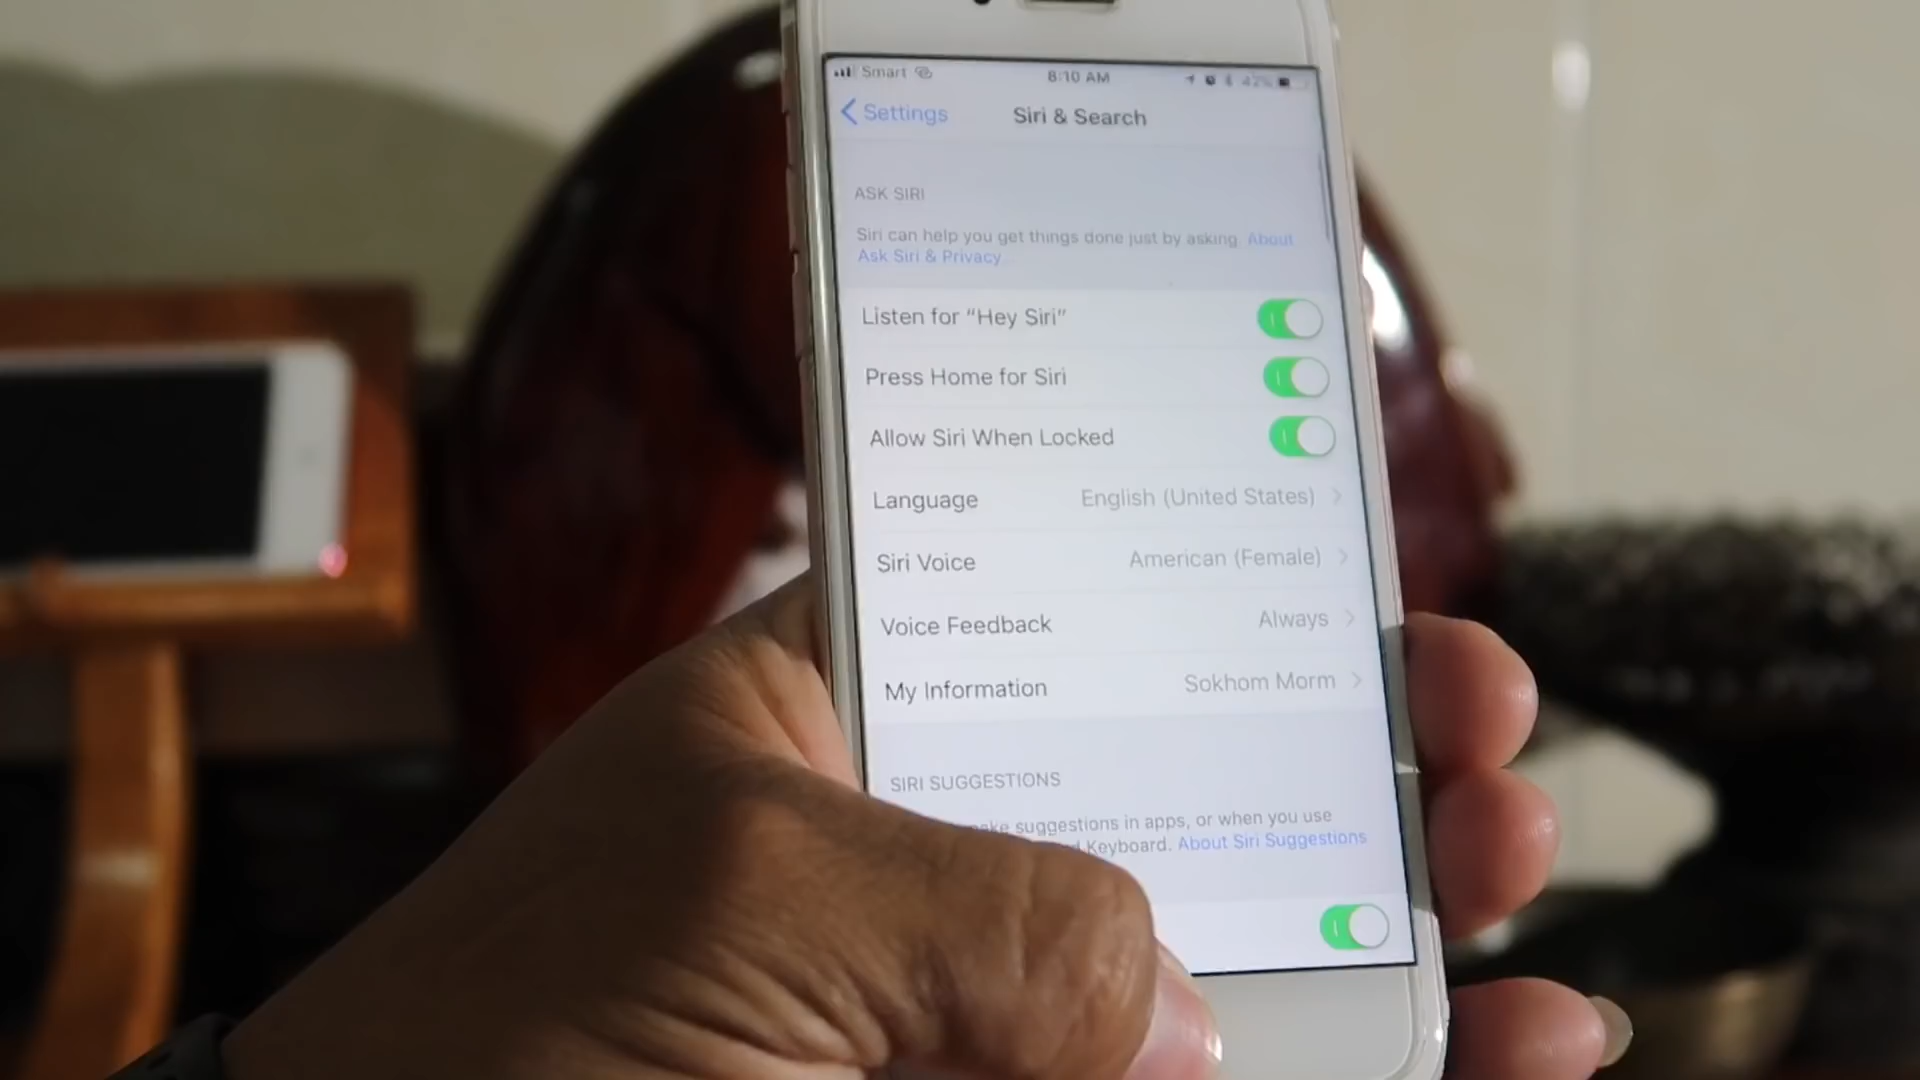 Smart 8:10 AM 42%
Settings Siri & Search
ASK SIRI
Siri can help you get things done just by asking. About
Ask Siri & Privacy...
Listen for “Hey Siri”
Press Home for Siri
Allow Siri When Locked
Language English (United States)
Siri Voice American (Female)
Voice Feedback Always
My Information Sokhom Morm
SIRI SUGGESTIONS
suggestions in apps, or when you use
Keyboard. About Siri Suggestions